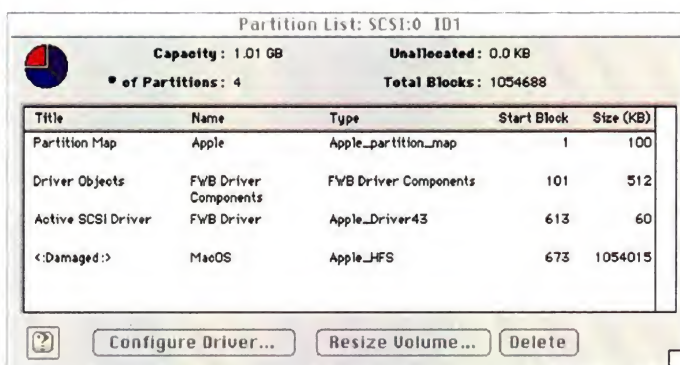 Partition List: SCSI:0 ID1
Capacity: 1.01 GB Unallocated: 0.0 KB
# of Partitions: 4 Total Blocks: 1054688
Title Name Type Start Block Size (KB)
Partition Map Apple Apple_partition_map 1 100
Driver Objects FWB Driver Components FWB Driver Components 101 512
Active SCSI Driver FWB Driver Apple_Driver43 613 60
<:Damaged:> MacOS Apple_HFS 673 1054015
?
Configure Driver... Resize Volume... Delete